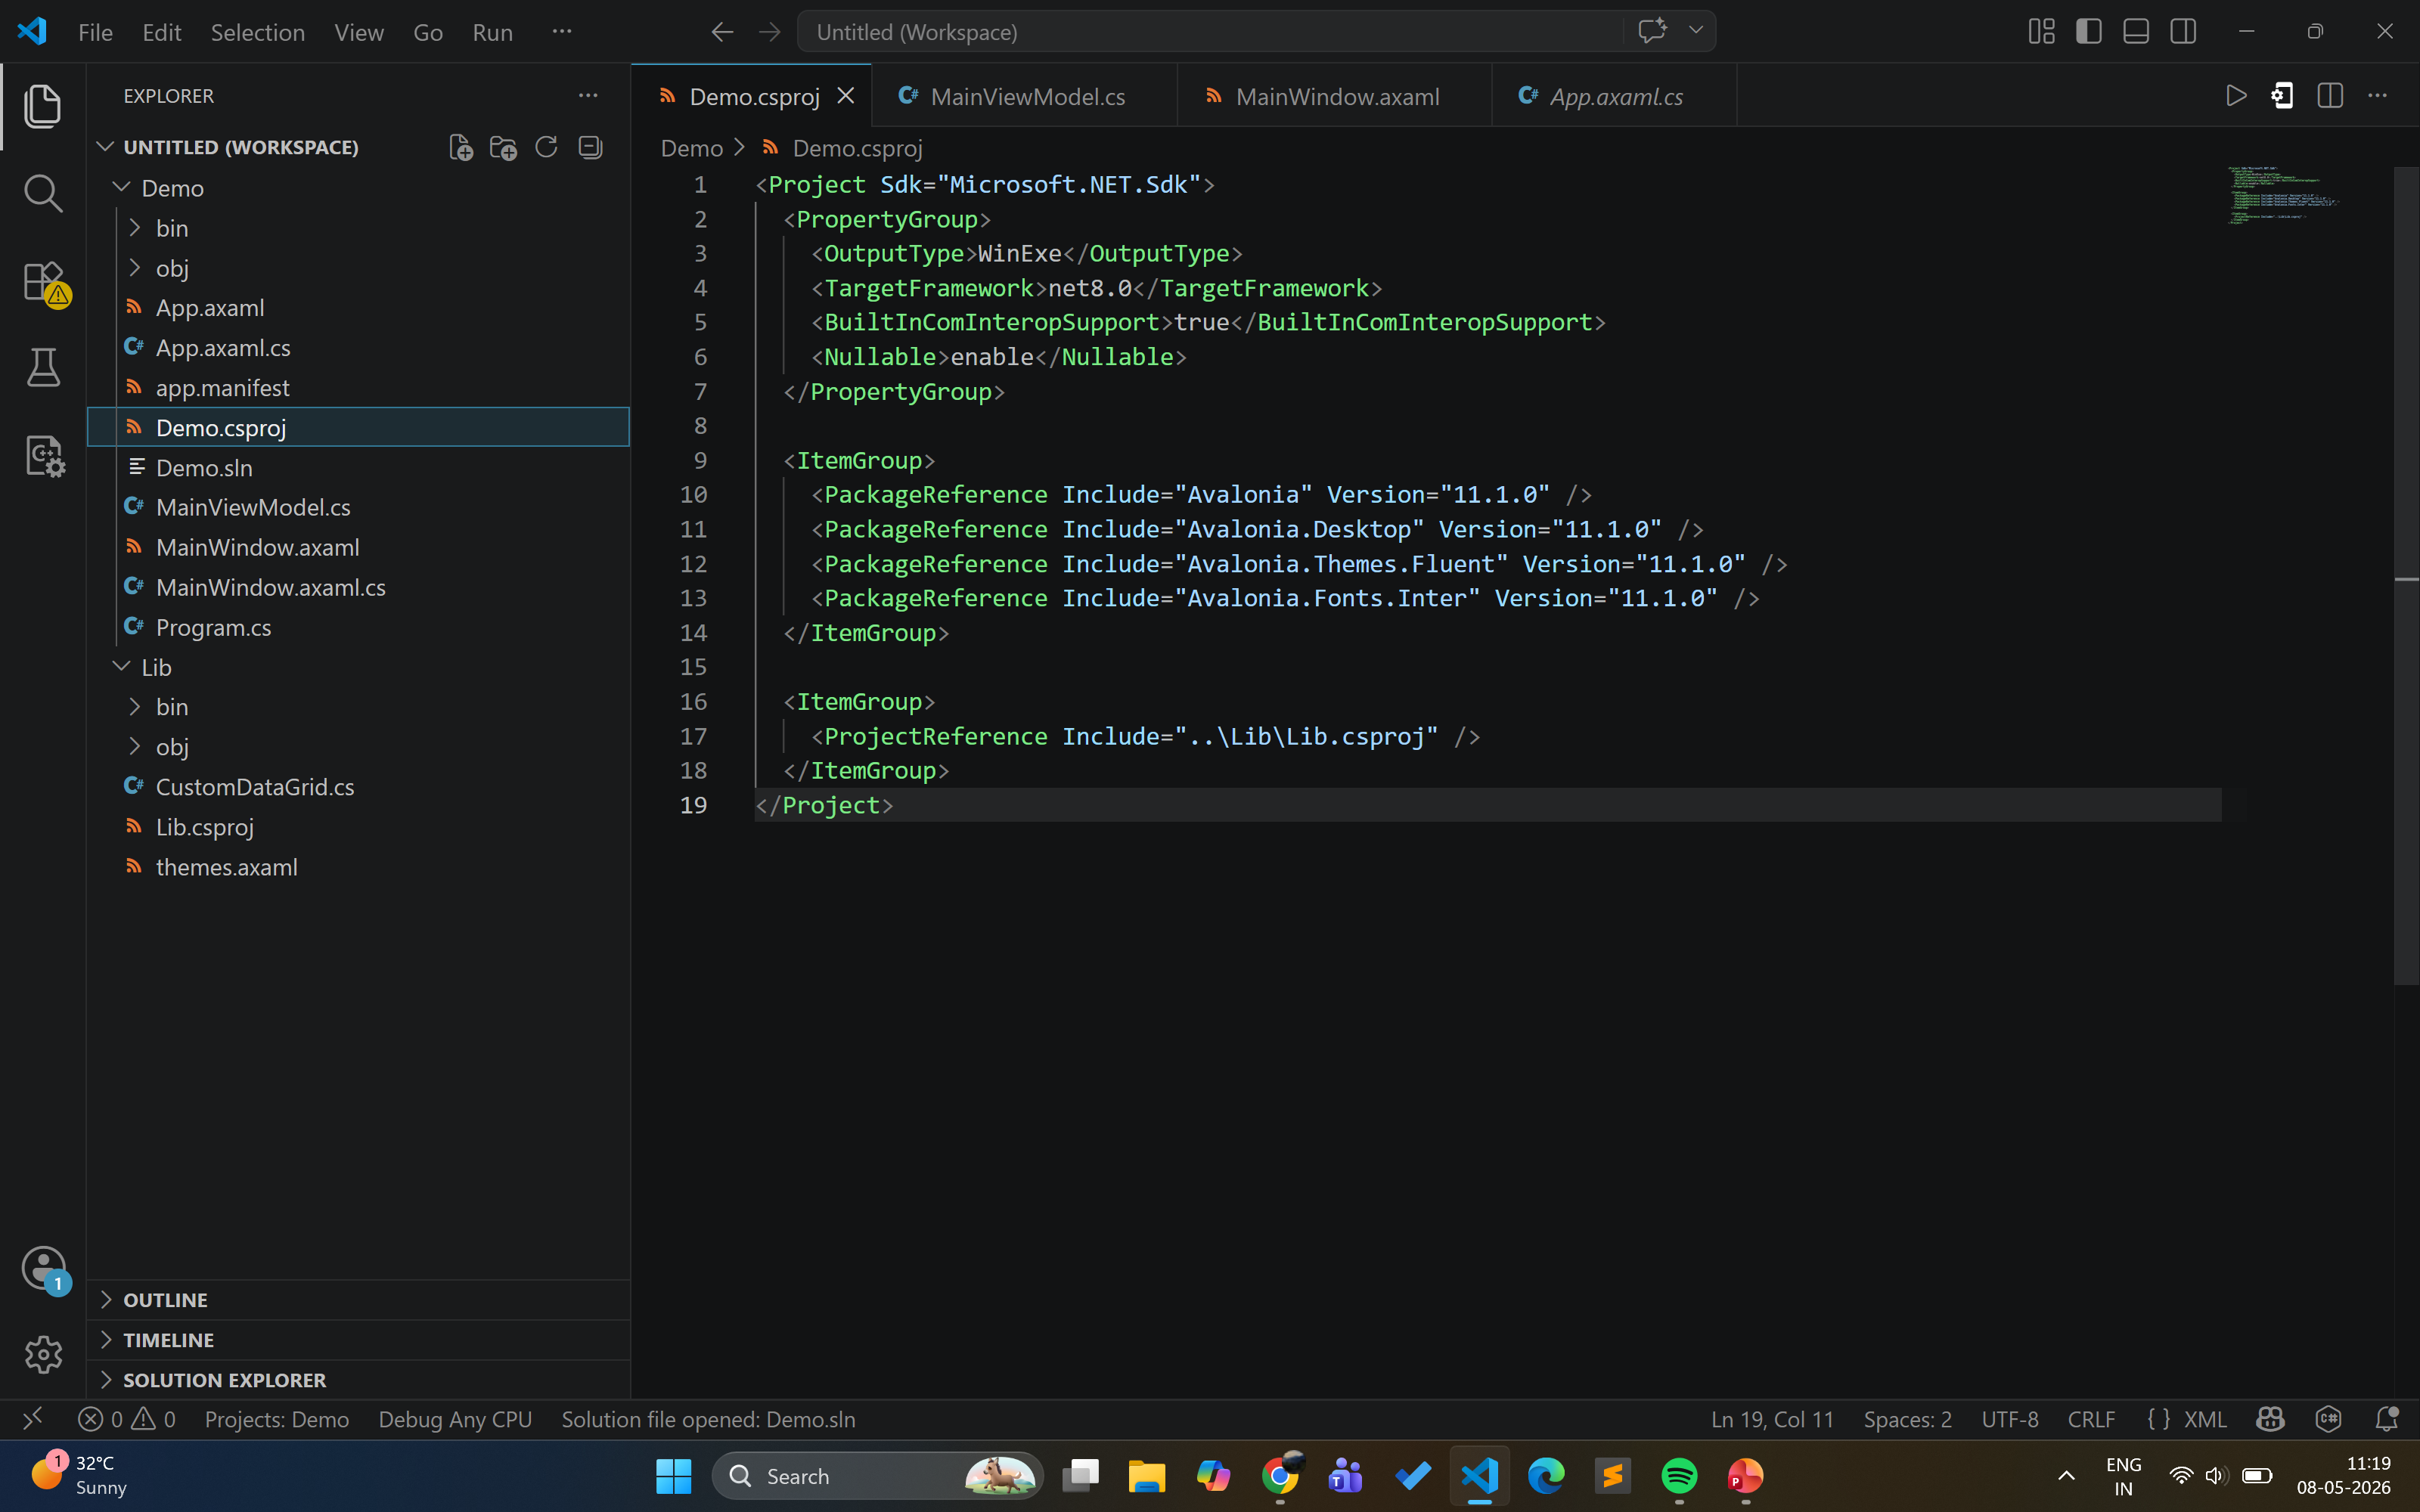 File Edit Selection View Go Run ···
Untitled (Workspace)
EXPLORER
UNTITLED (WORKSPACE)
Demo
bin
obj
App.axaml
C# App.axaml.cs
app.manifest
Demo.csproj
Demo.sln
C# MainViewModel.cs
MainWindow.axaml
C# MainWindow.axaml.cs
C# Program.cs
Lib
bin
obj
C# CustomDataGrid.cs
Lib.csproj
themes.axaml
OUTLINE
TIMELINE
SOLUTION EXPLORER
1
Demo.csproj C# MainViewModel.cs MainWindow.axaml C# App.axaml.cs
Demo > Demo.csproj
1 <Project Sdk="Microsoft.NET.Sdk">
2 <PropertyGroup>
3 <OutputType>WinExe</OutputType>
4 <TargetFramework>net8.0</TargetFramework>
5 <BuiltInComInteropSupport>true</BuiltInComInteropSupport>
6 <Nullable>enable</Nullable>
7 </PropertyGroup>
8
9 <ItemGroup>
10 <PackageReference Include="Avalonia" Version="11.1.0" />
11 <PackageReference Include="Avalonia.Desktop" Version="11.1.0" />
12 <PackageReference Include="Avalonia.Themes.Fluent" Version="11.1.0" />
13 <PackageReference Include="Avalonia.Fonts.Inter" Version="11.1.0" />
14 </ItemGroup>
15
16 <ItemGroup>
17 <ProjectReference Include="..\Lib\Lib.csproj" />
18 </ItemGroup>
19 </Project>
0 0 Projects: Demo Debug Any CPU Solution file opened: Demo.sln Ln 19, Col 11 Spaces: 2 UTF-8 CRLF { } XML
1 32°C
Sunny
Search
ENG
IN
11:19
08-05-2026